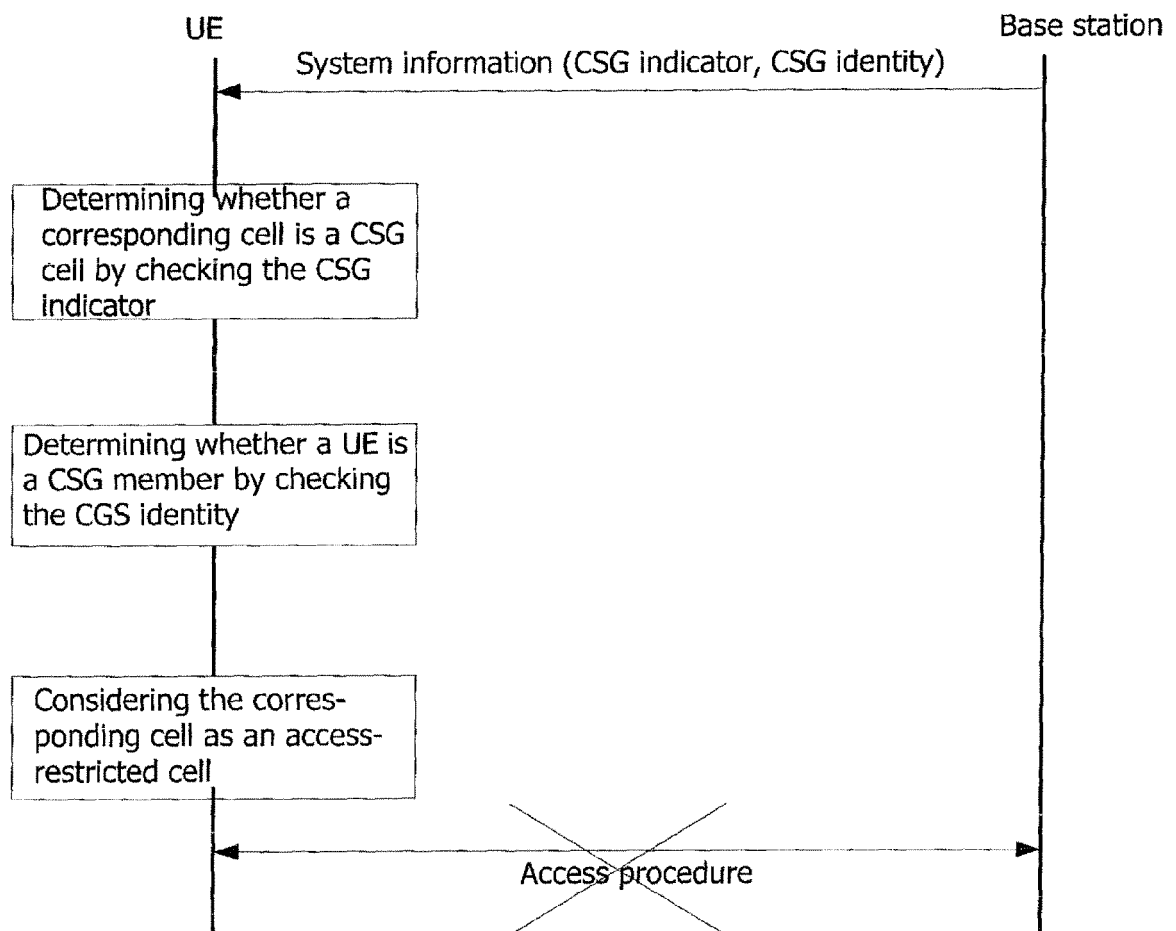 UE
Base station
System information (CSG indicator, CSG identity)
Determining whether a
corresponding cell is a CSG
cell by checking the CSG
indicator
Determining whether a UE is
a CSG member by checking
the CGS identity
Considering the corres-
ponding cell as an access-
restricted cell
Access procedure